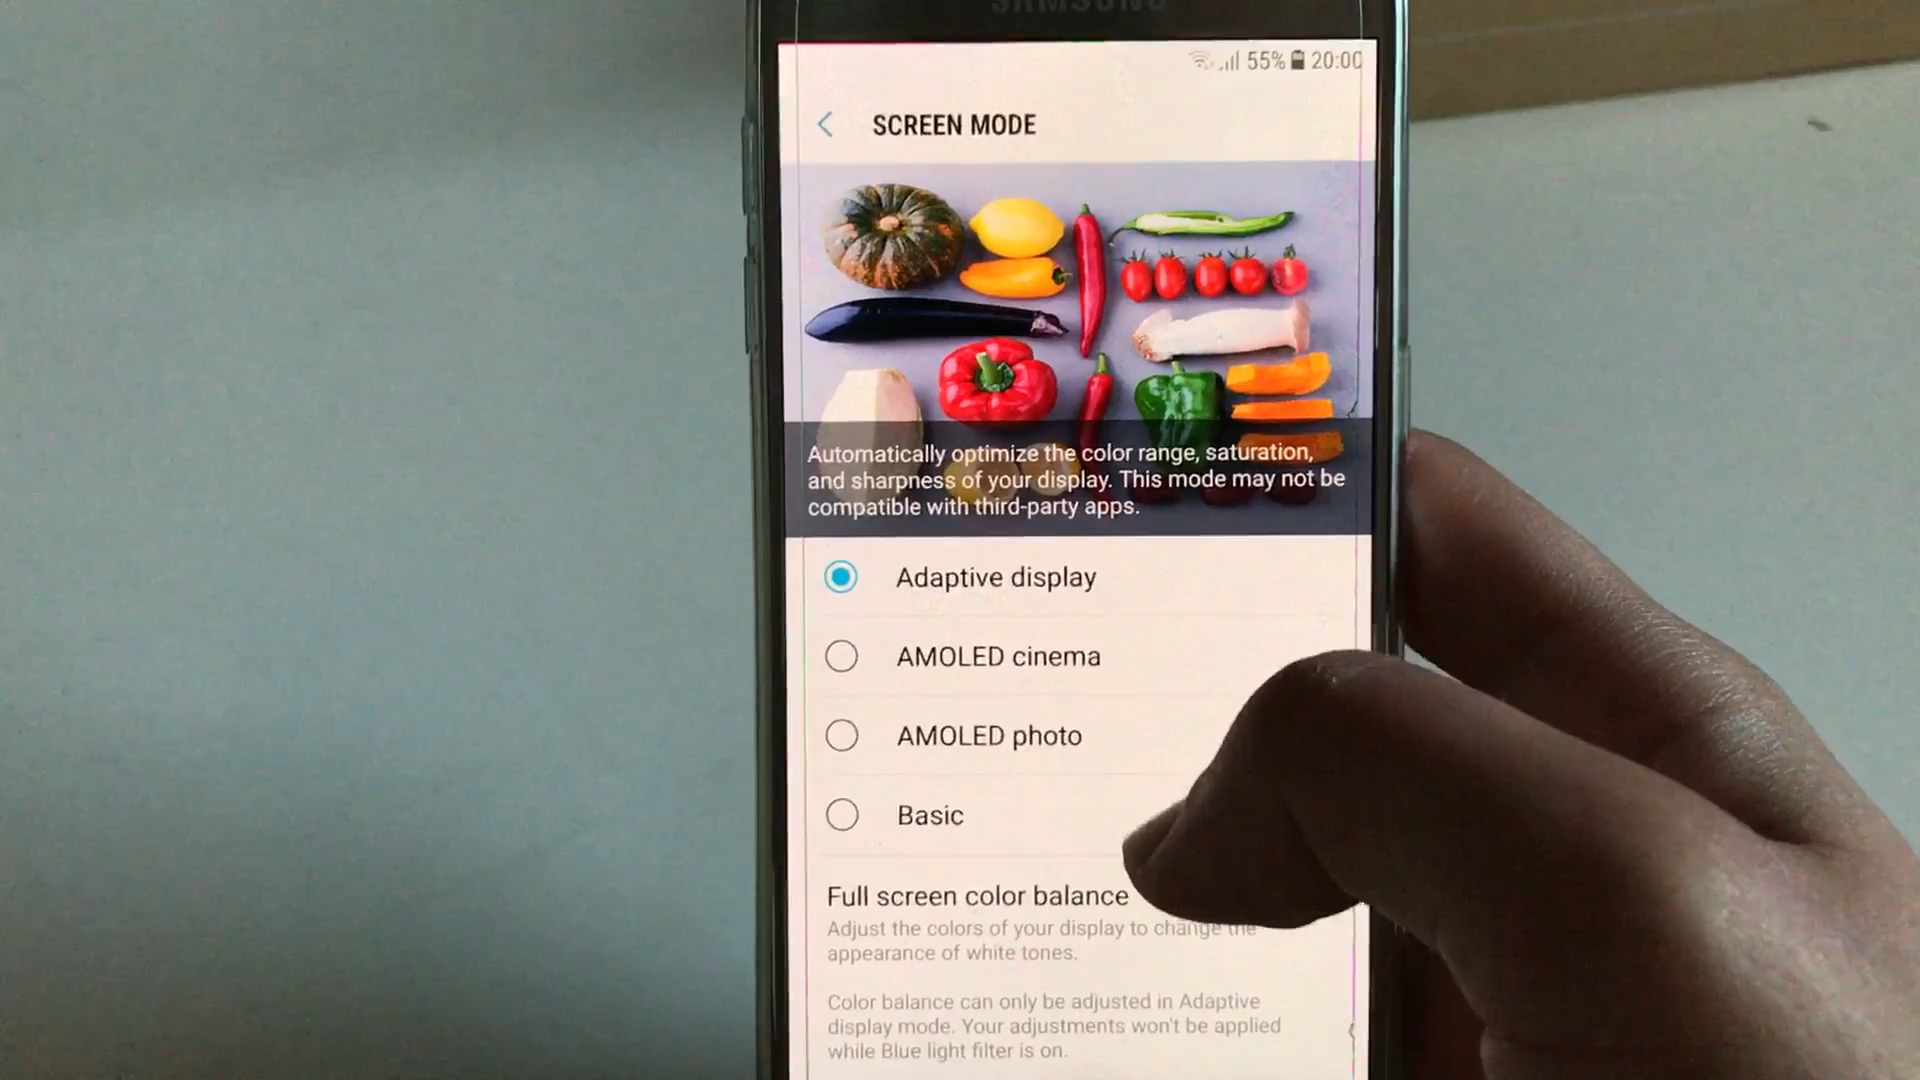 SAMSUNG
55% 20:00
SCREEN MODE
Automatically optimize the color range, saturation,
and sharpness of your display. This mode may not be
compatible with third-party apps.
Adaptive display
AMOLED cinema
AMOLED photo
Basic
Full screen color balance
Adjust the colors of your display to change the
appearance of white tones.
Color balance can only be adjusted in Adaptive
display mode. Your adjustments won't be applied
while Blue light filter is on.